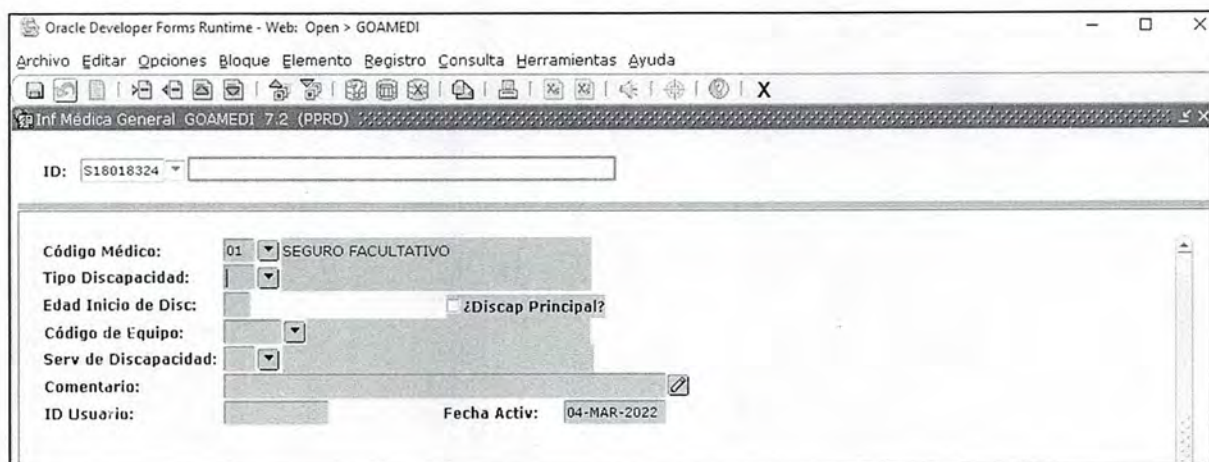 Oracle Developer Forms Runtime - Web: Open > GOAMEDI
Archivo Editar Opciones Bloque Elemento Registro Consulta Herramientas Ayuda
X
Inf Médica General GOAMEDI 7.2 (PPRD)
ID: S18018324
Código Médico: 01 SEGURO FACULTATIVO
Tipo Discapacidad:
Edad Inicio de Disc: ¿Discap Principal?
Código de Equipo:
Serv de Discapacidad:
Comentario:
ID Usuario: Fecha Activ: 04-MAR-2022